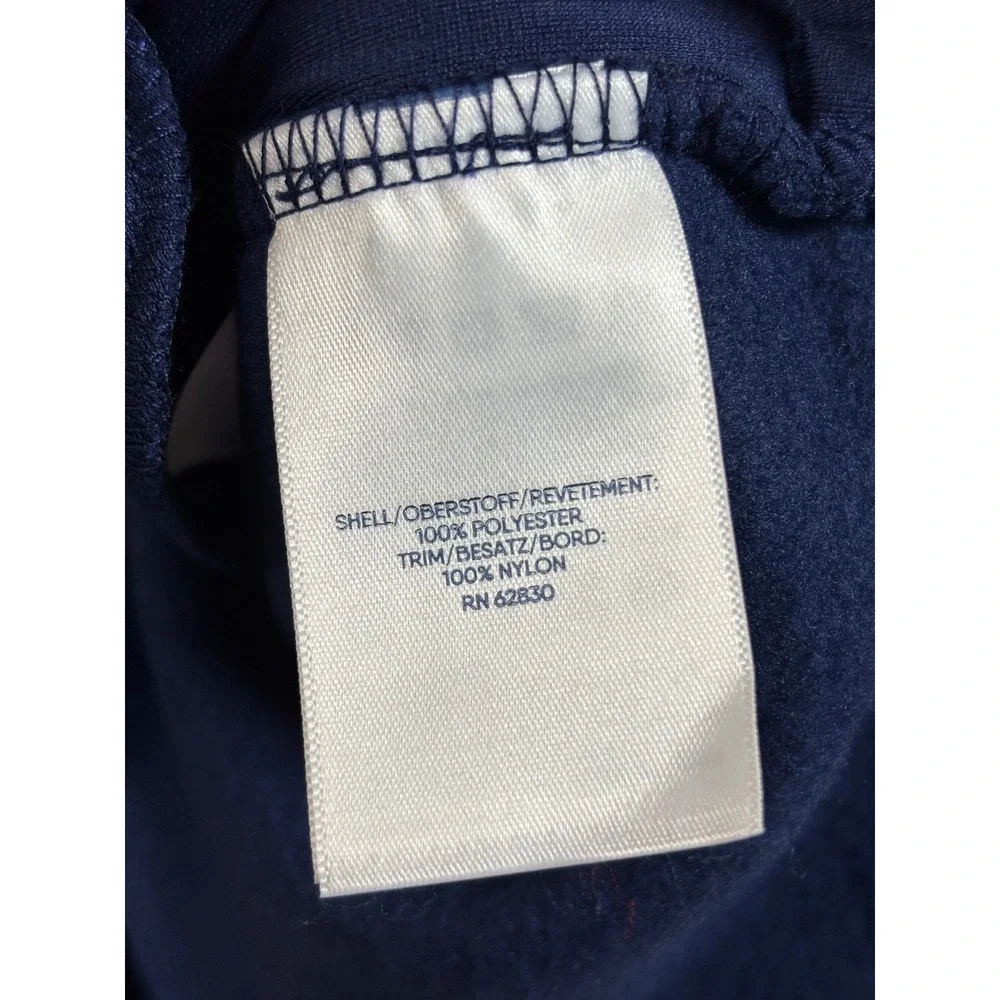 SHELL/OBERSTOFF/REVETEMENT:
100% POLYESTER
TRIM/BESATZ/BORD:
100% NYLON
RN 62830